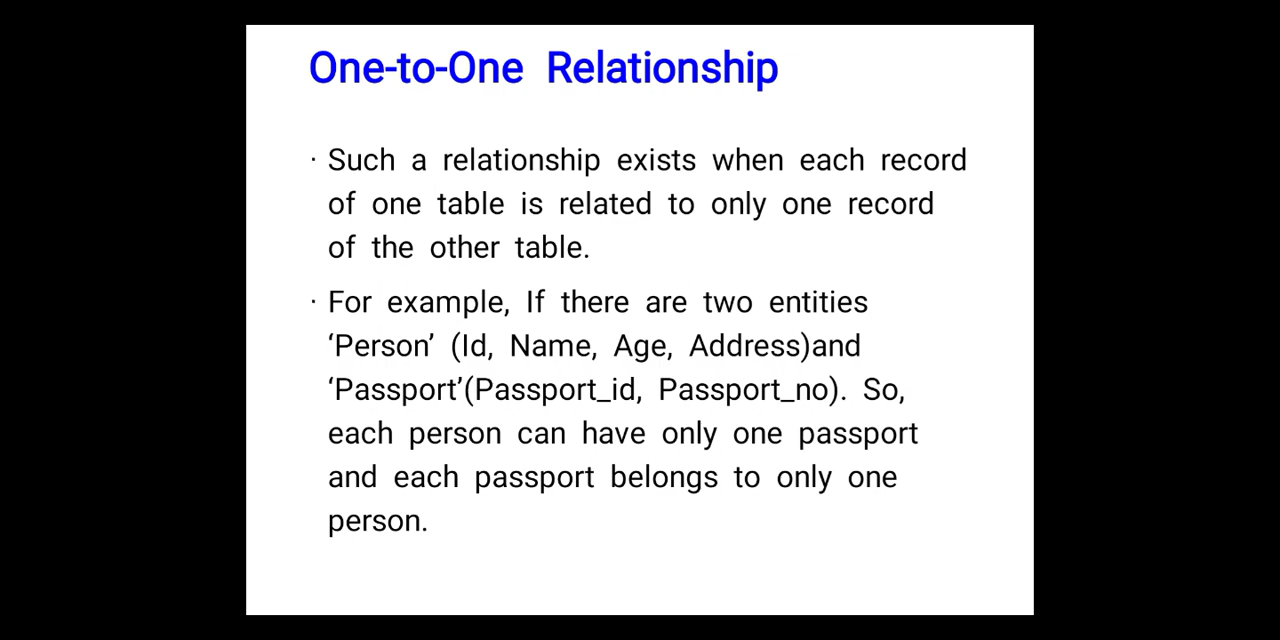 One-to-One Relationship
· Such a relationship exists when each record
of one table is related to only one record
of the other table.
· For example, If there are two entities
‘Person’ (Id, Name, Age, Address)and
‘Passport’(Passport_id, Passport_no). So,
each person can have only one passport
and each passport belongs to only one
person.